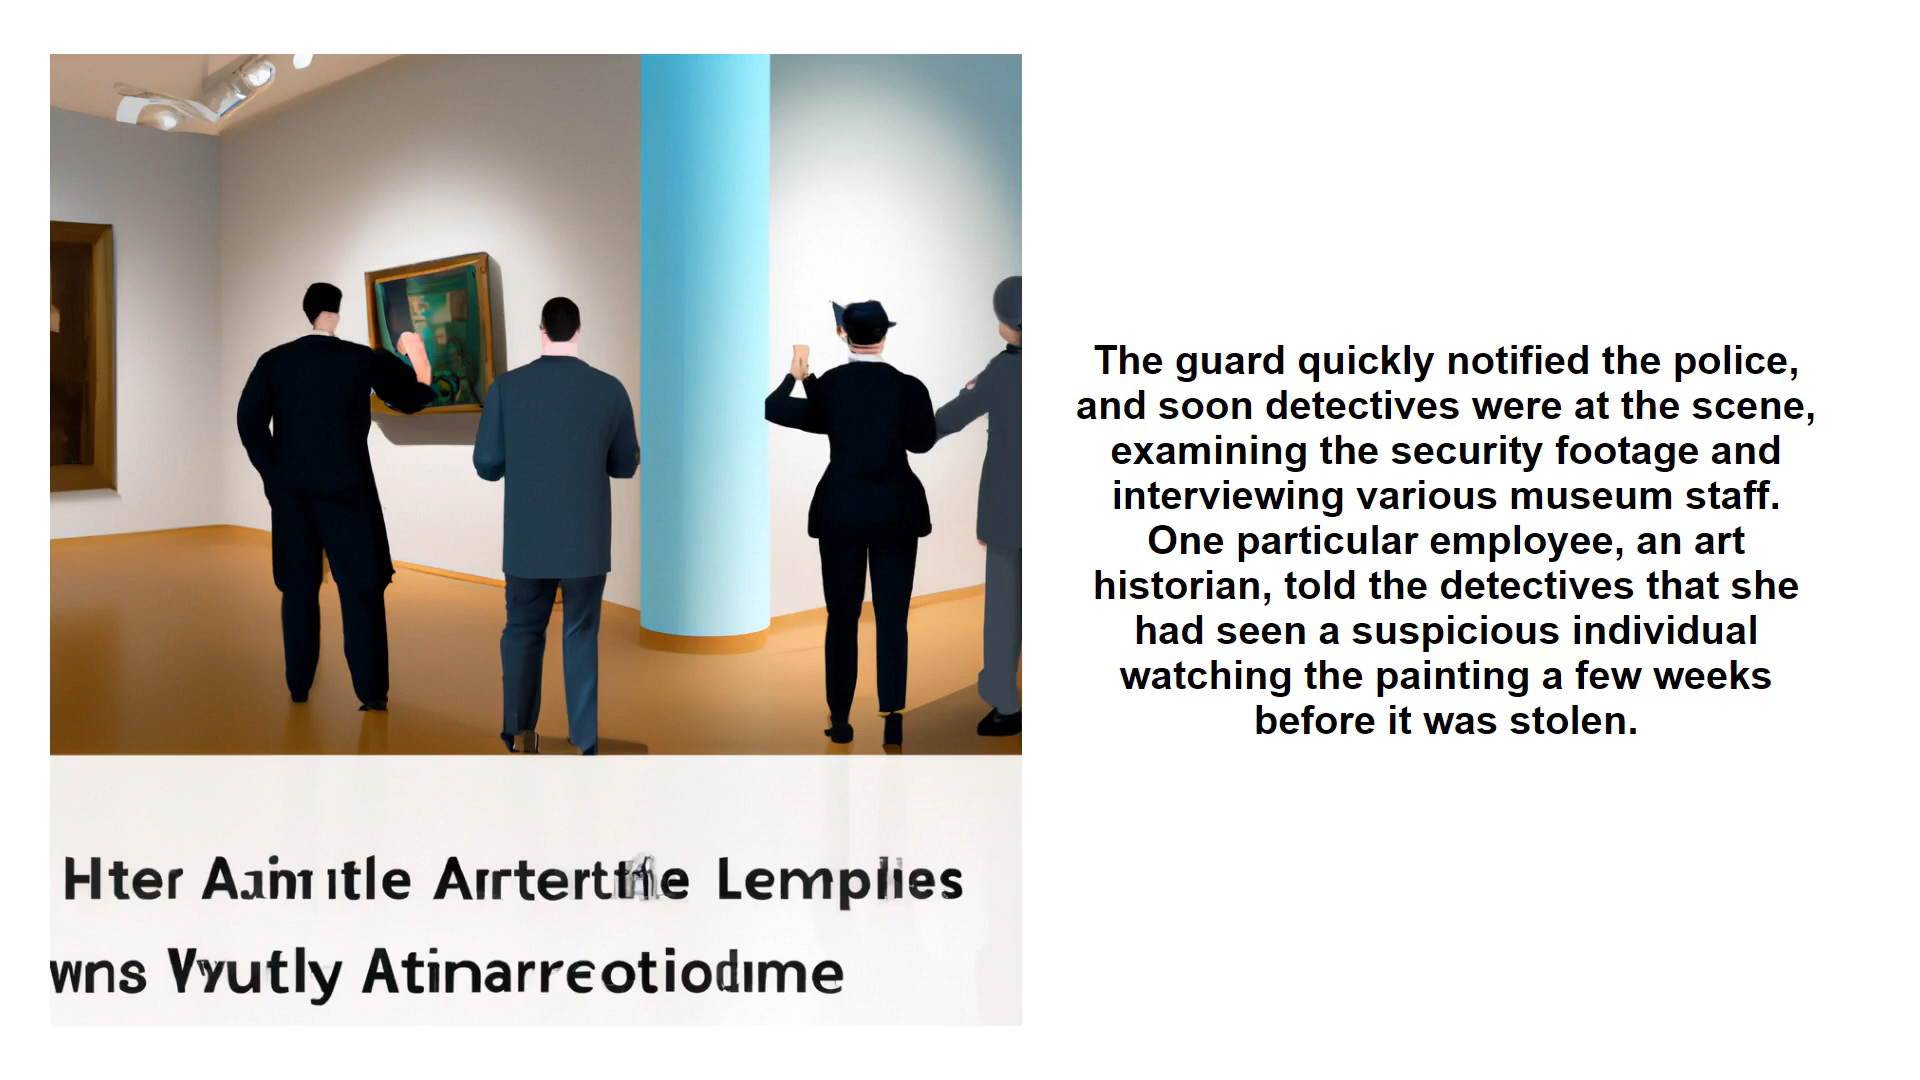 The guard quickly notified the police,
and soon detectives were at the scene,
examining the security footage and
interviewing various museum staff.
One particular employee, an art
historian, told the detectives that she
had seen a suspicious individual
watching the painting a few weeks
before it was stolen.